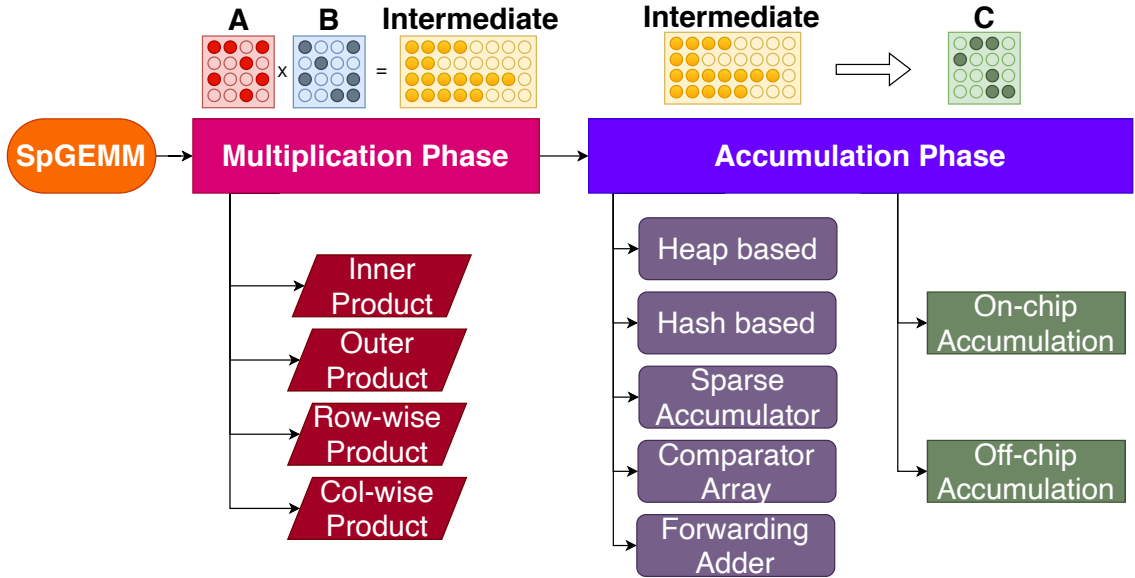 A B Intermediate
x =
Intermediate C
SpGEMM
Multiplication Phase
Accumulation Phase
Inner
Product
Outer
Product
Row-wise
Product
Col-wise
Product
Heap based
Hash based
Sparse
Accumulator
Comparator
Array
Forwarding
Adder
On-chip
Accumulation
Off-chip
Accumulation